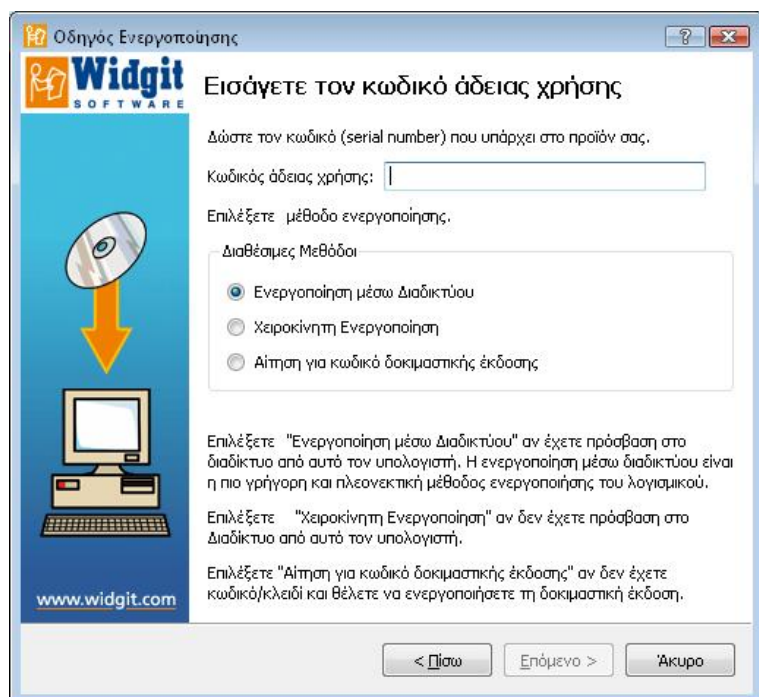 Οδηγός Ενεργοποίησης
Widgit
SOFTWARE
Εισάγετε τον κωδικό άδειας χρήσης
Δώστε τον κωδικό (serial number) που υπάρχει στο προϊόν σας.
Κωδικός άδειας χρήσης:
Επιλέξετε μέθοδο ενεργοποίησης.
Διαθέσιμες Μεθόδοι
Ενεργοποίηση μέσω Διαδικτύου
Χειροκίνητη Ενεργοποίηση
Αίτηση για κωδικό δοκιμαστικής έκδοσης
Επιλέξετε "Ενεργοποίηση μέσω Διαδικτύου" αν έχετε πρόσβαση στο
διαδίκτυο από αυτό τον υπολογιστή. Η ενεργοποίηση μέσω διαδικτύου είναι
η πιο γρήγορη και πλεονεκτική μέθοδος ενεργοποιήσης του λογισμικού.
Επιλέξετε "Χειροκίνητη Ενεργοποίηση" αν δεν έχετε πρόσβαση στο
Διαδίκτυο από αυτό τον υπολογιστή.
Επιλέξετε "Αίτηση για κωδικό δοκιμαστικής έκδοσης" αν δεν έχετε
κωδικό/κλειδί και θέλετε να ενεργοποιήσετε τη δοκιμαστική έκδοση.
www.widgit.com
< Πίσω
Επόμενο >
Άκυρο